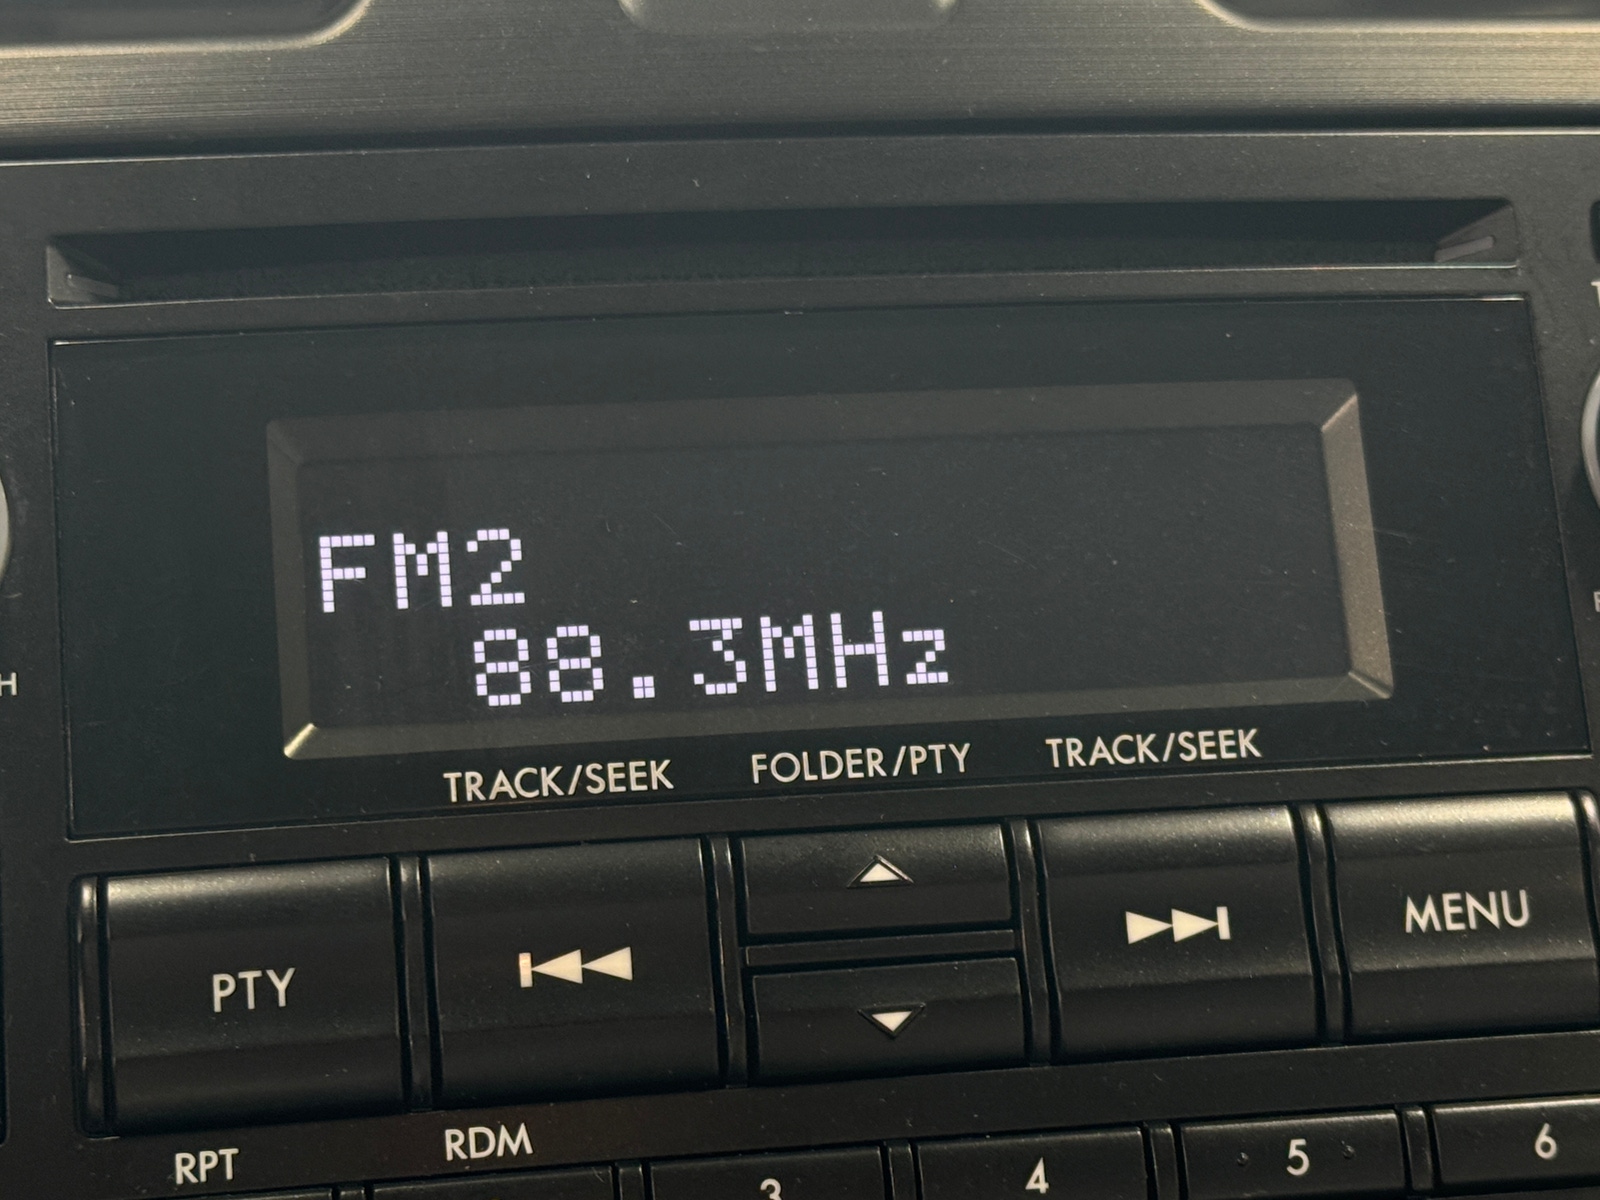 FM2
88.3MHz
TRACK/SEEK FOLDER/PTY TRACK/SEEK
PTY MENU
RPT RDM
3 4 5 6
H